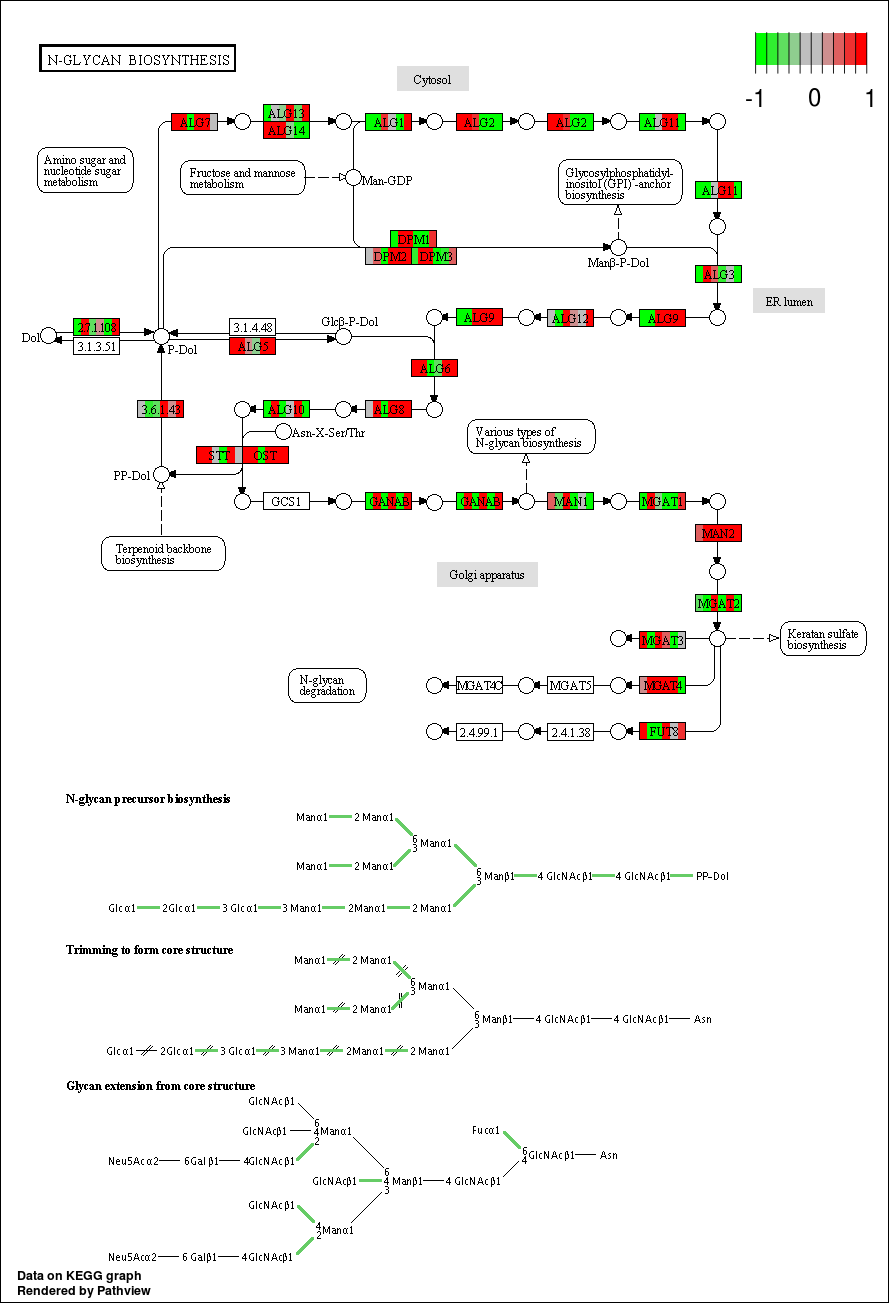 N-GLYCAN BIOSYNTHESIS
-1 0 1
Cytosol
ALG7
ALG13
ALG14
ALG1
ALG2
ALG2
ALG11
Amino sugar and
nucleotide sugar
metabolism
Fructose and mannose
metabolism
Man-GDP
Glycosylphosphatidyl-
inositol (GPI) -anchor
biosynthesis
ALG11
DPM1
DPM2 DPM3
Manβ-P-Dol
ALG3
ER lumen
Dol
2.7.1.108
3.1.3.51
P-Dol
3.1.4.48
ALG5
Glcβ-P-Dol
ALG9
ALG12
ALG9
ALG6
3.6.1.43
ALG10
ALG8
Asn-X-Ser/Thr
STT OST
Various types of
N-glycan biosynthesis
PP-Dol
GCS1
GANAB
GANAB
MAN1
MGAT1
MAN2
Terpenoid backbone
biosynthesis
Golgi apparatus
MGAT2
MGAT3
Keratan sulfate
biosynthesis
N-glycan
degradation
MGAT4C
MGAT5
MGAT4
2.4.99.1
2.4.1.38
FUT8
N-glycan precursor biosynthesis
Manα1 2 Manα1
6
3 Manα1
Manα1 2 Manα1
6
3 Manβ1 4 GlcNAcβ1 4 GlcNAcβ1 PP-Dol
Glcα1 2Glcα1 3 Glcα1 3 Manα1 2Manα1 2 Manα1
Trimming to form core structure
Manα1 2 Manα1
6
3 Manα1
Manα1 2 Manα1
6
3 Manβ1 4 GlcNAcβ1 4 GlcNAcβ1 Asn
Glcα1 2Glcα1 3 Glcα1 3 Manα1 2Manα1 2 Manα1
Glycan extension from core structure
GlcNAcβ1
6
GlcNAcβ1 4Manα1
2
Neu5Acα2 6Galβ1 4GlcNAcβ1
Fucα1
6
4 GlcNAcβ1 Asn
6
GlcNAcβ1 4 Manβ1 4 GlcNAcβ1
3
GlcNAcβ1
4
2 Manα1
Neu5Acα2 6 Galβ1 4GlcNAcβ1
Data on KEGG graph
Rendered by Pathview